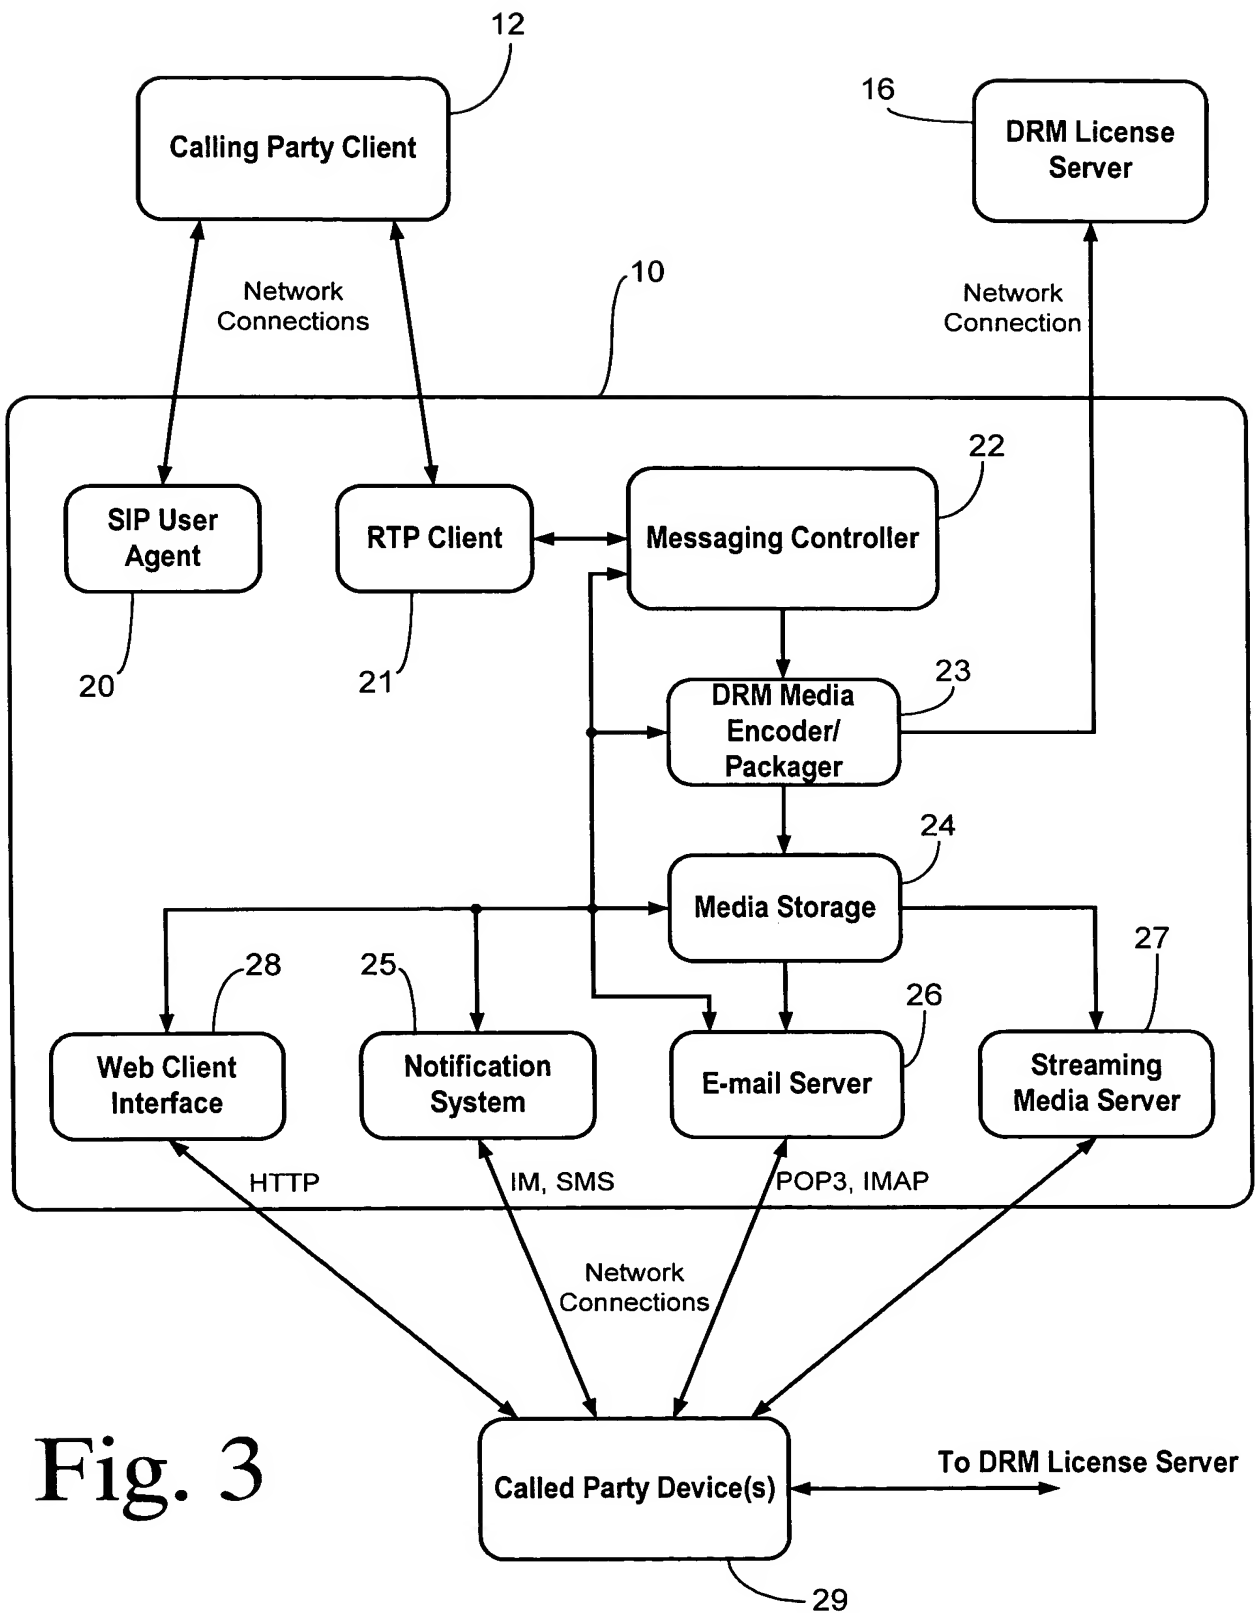 12
Calling Party Client
16
DRM License
Server
Network
Connections
10
Network
Connection
22
SIP User
Agent
RTP Client
Messaging Controller
20
21
23
DRM Media
Encoder/
Packager
24
Media Storage
28
25
26
27
Web Client
Interface
Notification
System
E-mail Server
Streaming
Media Server
HTTP
IM, SMS
POP3, IMAP
Network
Connections
Fig. 3
Called Party Device(s)
To DRM License Server
29